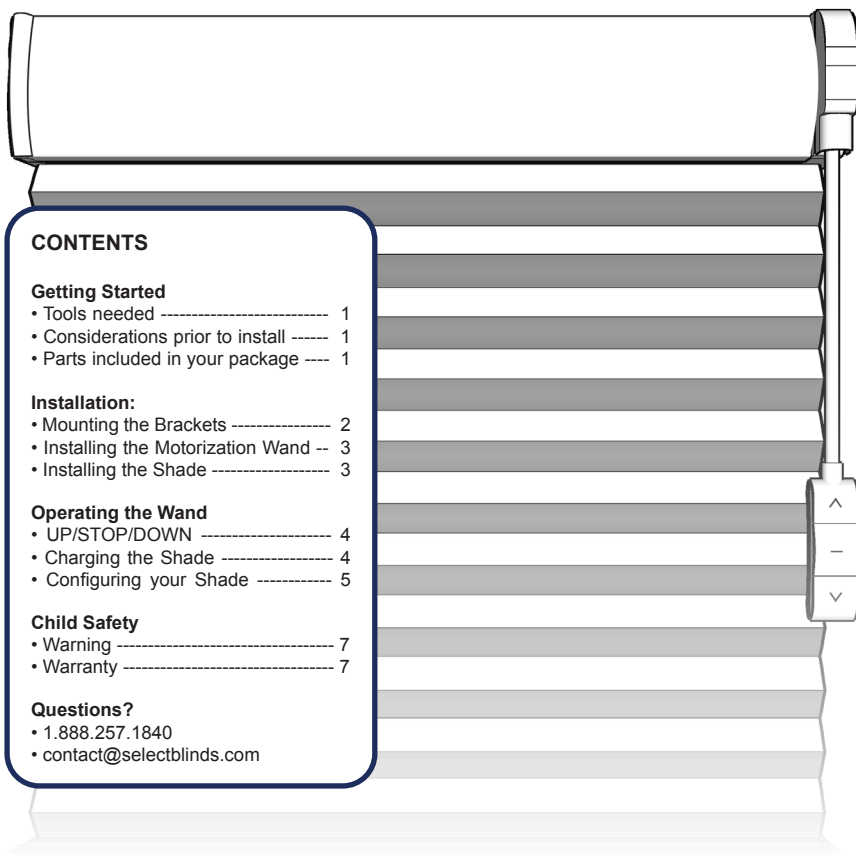 CONTENTS
Getting Started
• Tools needed ---------------------------- 1
• Considerations prior to install ------ 1
• Parts included in your package ---- 1
Installation:
• Mounting the Brackets ---------------- 2
• Installing the Motorization Wand -- 3
• Installing the Shade ------------------- 3
Operating the Wand
• UP/STOP/DOWN --------------------- 4
• Charging the Shade ------------------ 4
• Configuring your Shade ------------ 5
Child Safety
• Warning ------------------------------------ 7
• Warranty ----------------------------------- 7
Questions?
• 1.888.257.1840
• contact@selectblinds.com